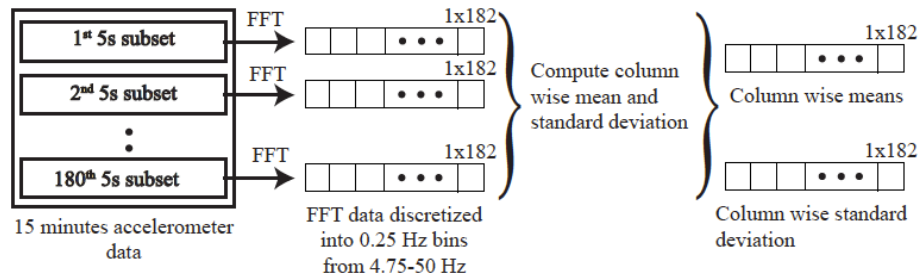 1st 5s subset
FFT
1x182
2nd 5s subset
FFT
1x182
180th 5s subset
FFT
1x182
15 minutes accelerometer
data
FFT data discretized
into 0.25 Hz bins
from 4.75-50 Hz
Compute column
wise mean and
standard deviation
1x182
Column wise means
1x182
Column wise standard
deviation